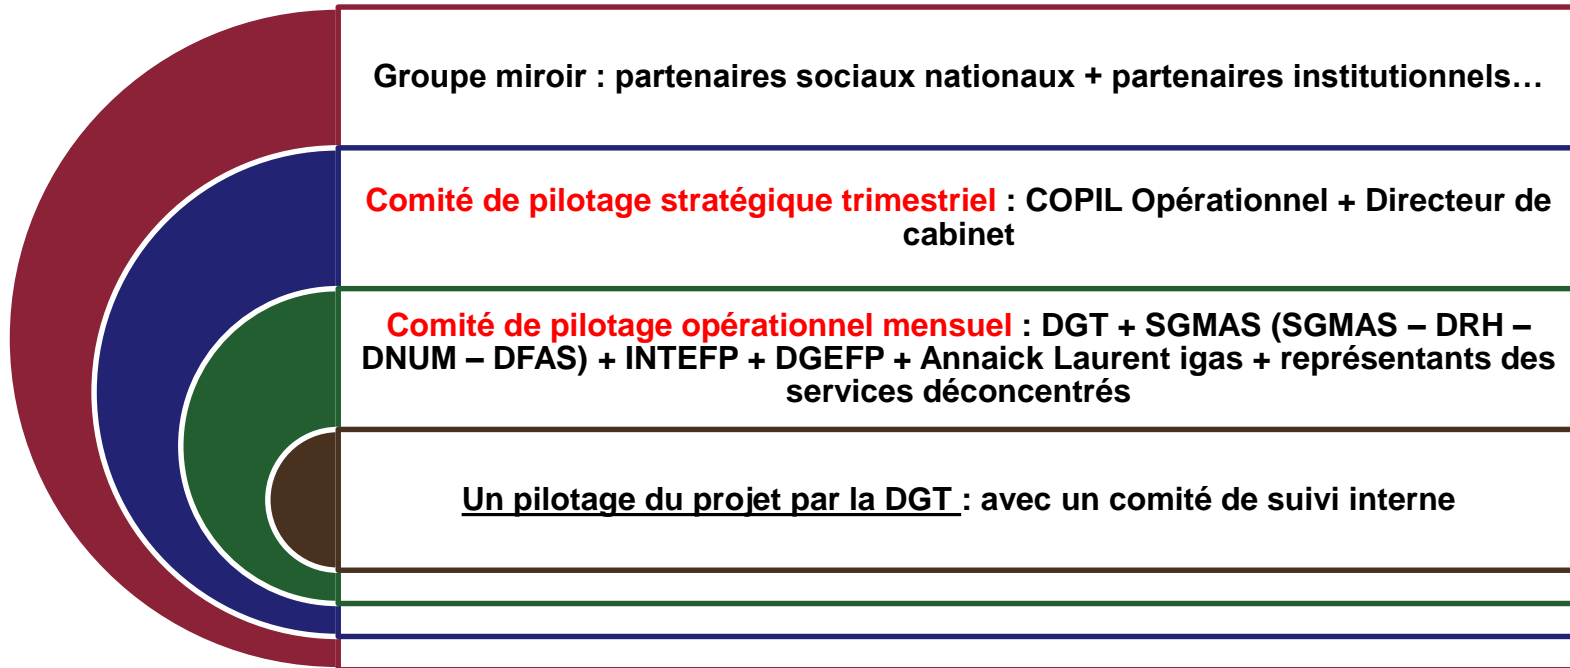 Groupe miroir : partenaires sociaux nationaux + partenaires institutionnels…
Comité de pilotage stratégique trimestriel : COPIL Opérationnel + Directeur de
cabinet
Comité de pilotage opérationnel mensuel : DGT + SGMAS (SGMAS – DRH –
DNUM – DFAS) + INTEFP + DGEFP + Annaick Laurent igas + représentants des
services déconcentrés
Un pilotage du projet par la DGT : avec un comité de suivi interne